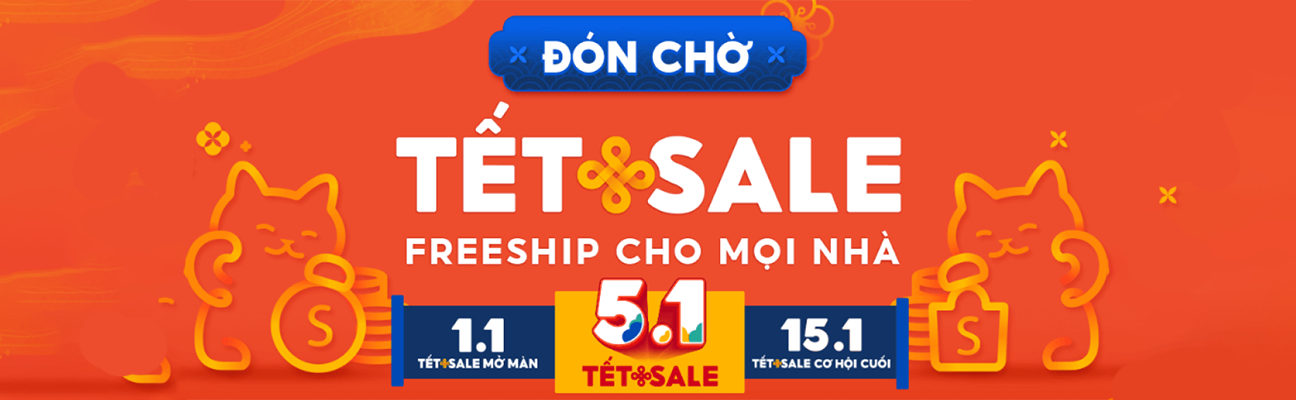 ĐÓN CHỜ
TẾT SALE
FREESHIP CHO MỌI NHÀ
1.1
TẾT SALE MỞ MÀN
5.1
TẾT SALE
15.1
TẾT SALE CƠ HỘI CUỐI
S
S